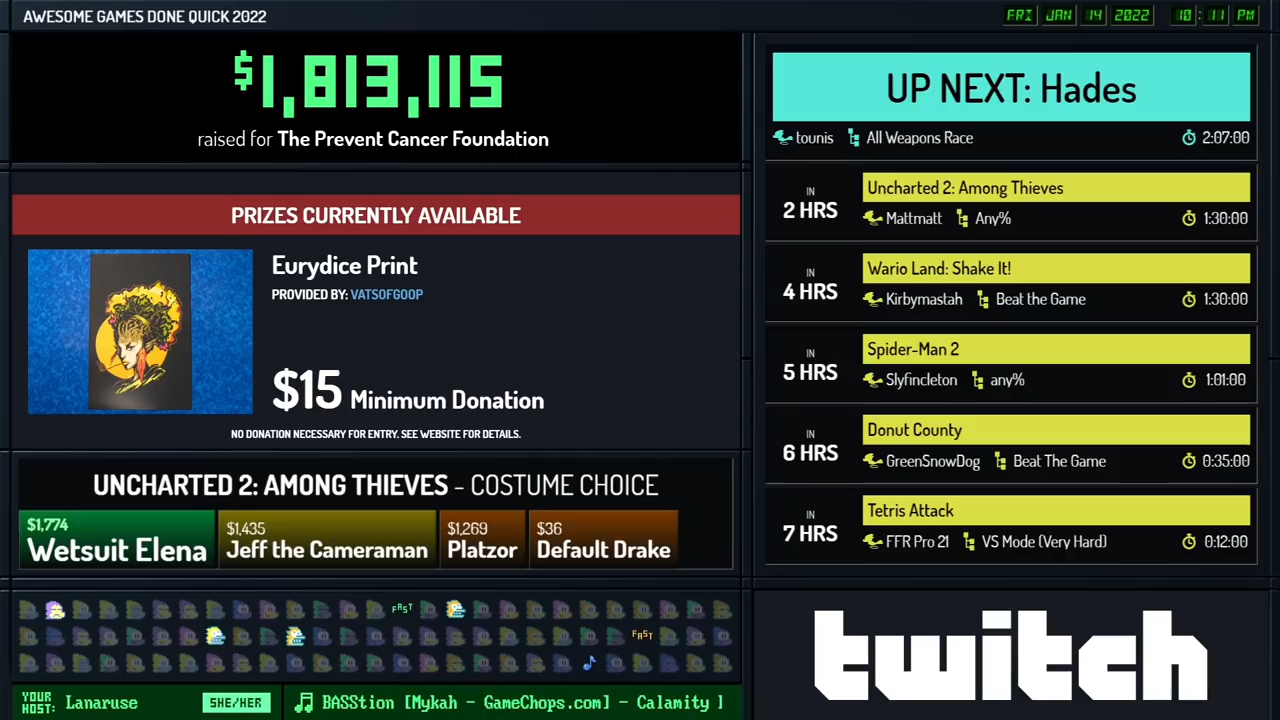 AWESOME GAMES DONE QUICK 2022
FRI JAN 14 2022 10:11 PM
$1,813,115
raised for The Prevent Cancer Foundation
PRIZES CURRENTLY AVAILABLE
Eurydice Print
PROVIDED BY: VATSOFGOOP
$15 Minimum Donation
NO DONATION NECESSARY FOR ENTRY. SEE WEBSITE FOR DETAILS.
UNCHARTED 2: AMONG THIEVES - COSTUME CHOICE
$1,774
Wetsuit Elena
$1,435
Jeff the Cameraman
$1,269
Platzor
$36
Default Drake
FAST
FAST
YOUR HOST: Lanaruse SHE/HER
BASStion [Mykah - GameChops.com] - Calamity ]
UP NEXT: Hades
tounis All Weapons Race 2:07:00
IN 2 HRS
Uncharted 2: Among Thieves
Mattmatt Any% 1:30:00
IN 4 HRS
Wario Land: Shake It!
Kirbymastah Beat the Game 1:30:00
IN 5 HRS
Spider-Man 2
Slyfincleton any% 1:01:00
IN 6 HRS
Donut County
GreenSnowDog Beat The Game 0:35:00
IN 7 HRS
Tetris Attack
FFR Pro 21 VS Mode (Very Hard) 0:12:00
twitch